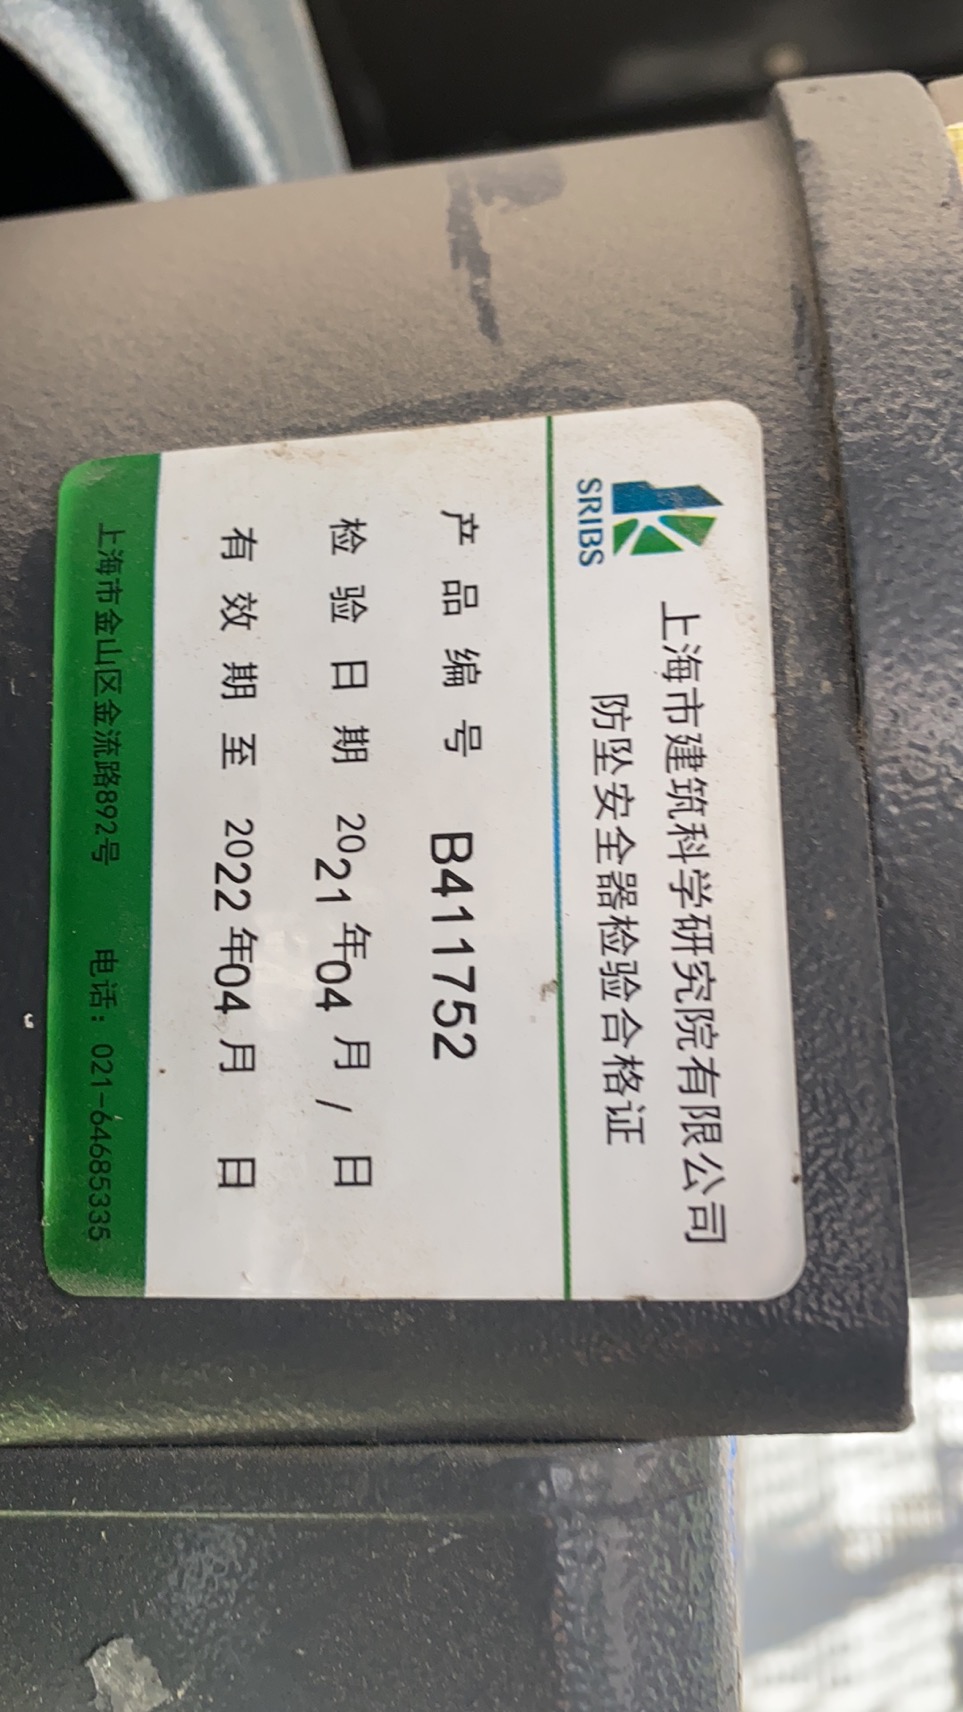 SRIBS
上海市建筑科学研究院有限公司
防坠安全器检验合格证
产品编号 B411752
检验日期 2021年04月/日
有效期至 2022年04月 日
上海市金山区金流路892号 电话：021-64685335